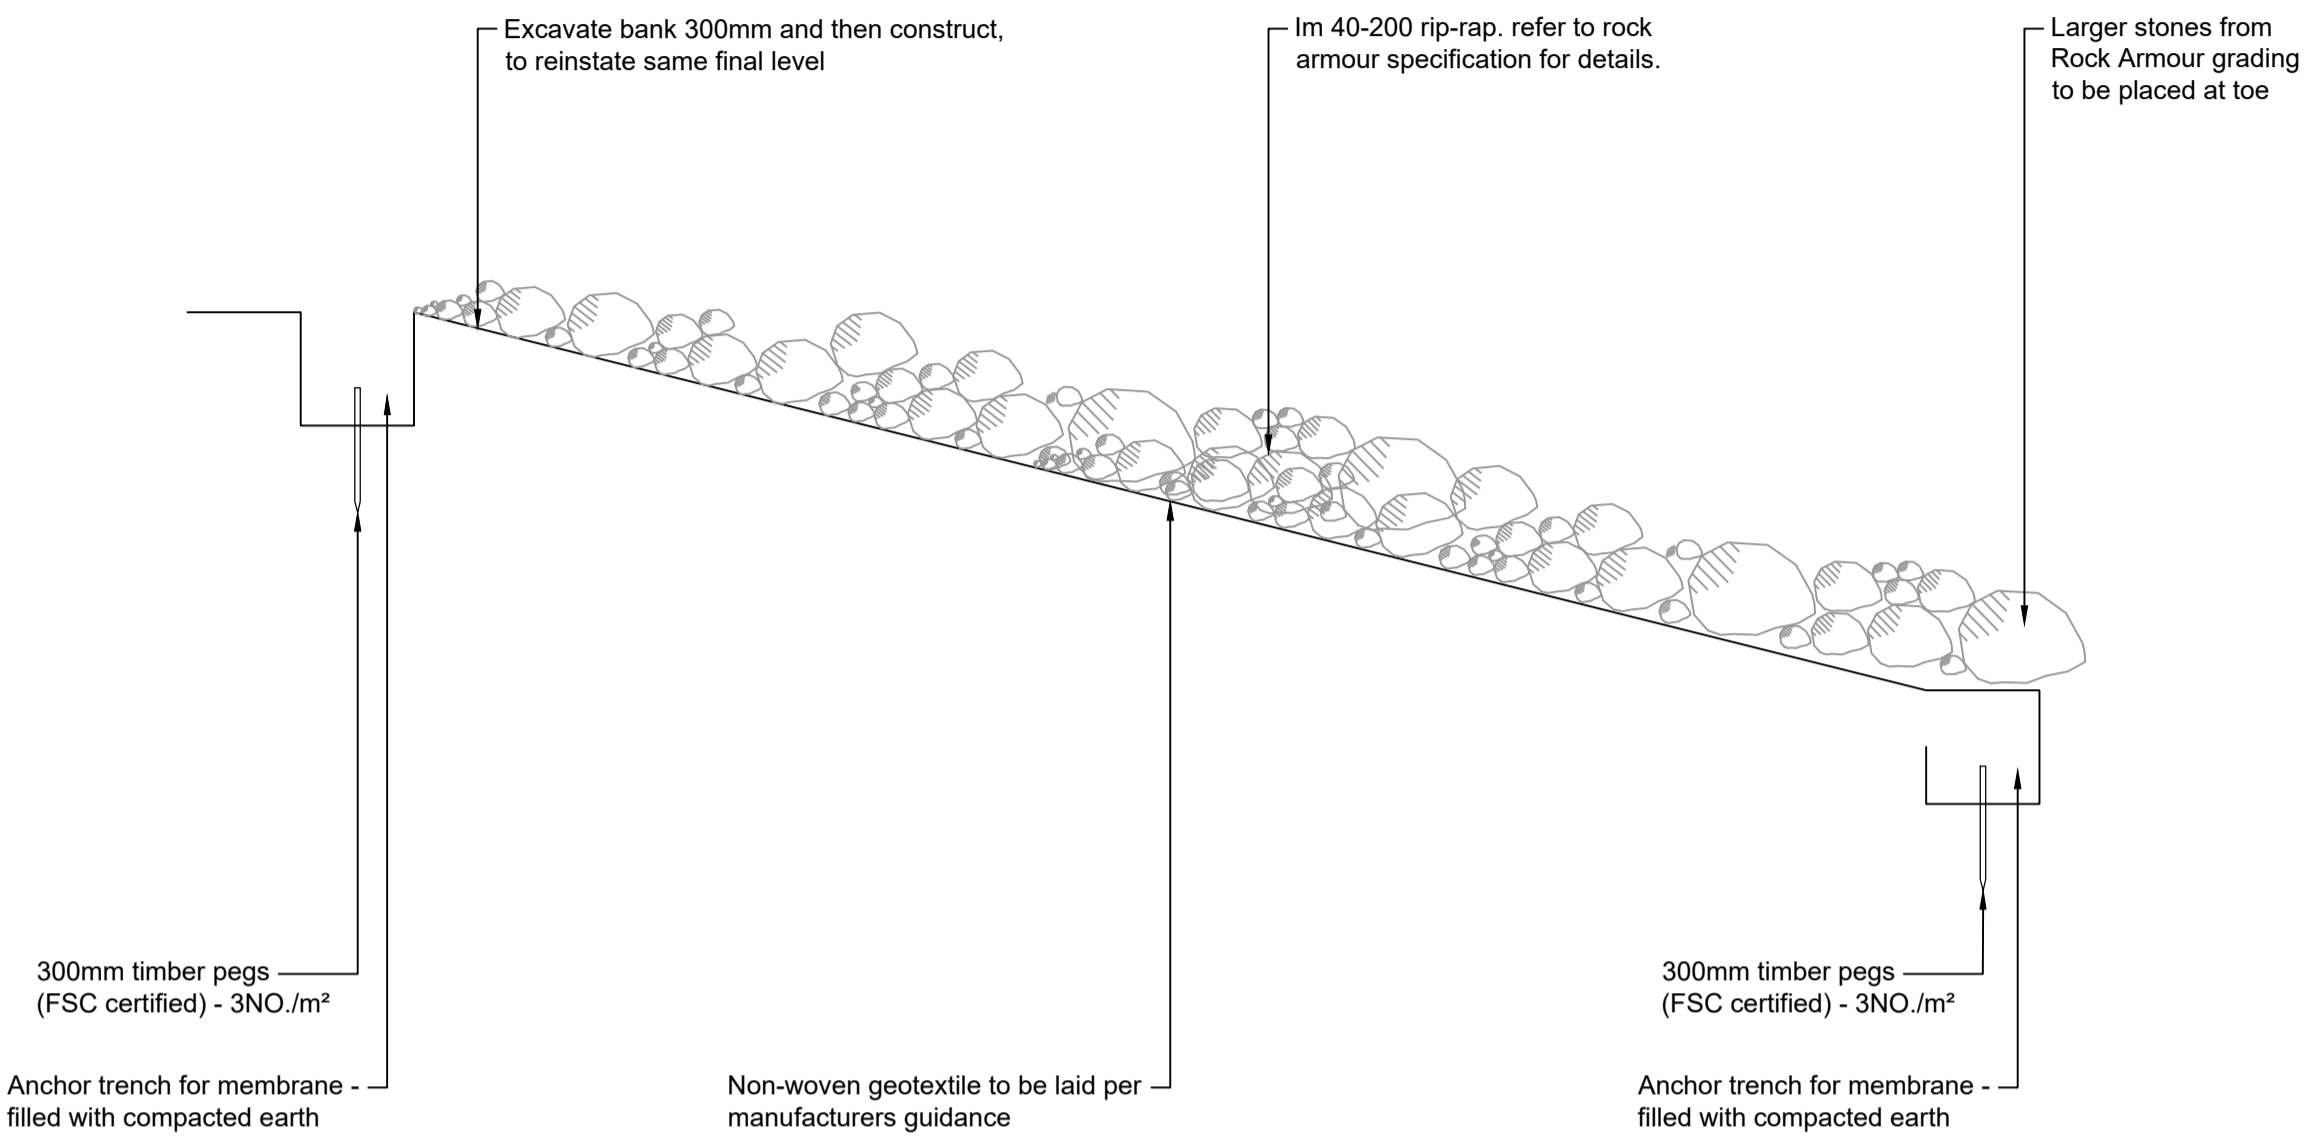 Excavate bank 300mm and then construct,
to reinstate same final level
lm 40-200 rip-rap. refer to rock
armour specification for details.
Larger stones from
Rock Armour grading
to be placed at toe
300mm timber pegs
(FSC certified) - 3NO./m²
Anchor trench for membrane -
filled with compacted earth
Non-woven geotextile to be laid per
manufacturers guidance
300mm timber pegs
(FSC certified) - 3NO./m²
Anchor trench for membrane -
filled with compacted earth